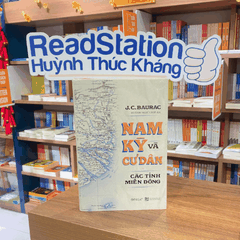 ReadStation
Huỳnh Thúc Kháng
J.C. BAURAC
NAM
KỲ VÀ
CƯ DÂN
CÁC TỈNH
MIỀN ĐÔNG